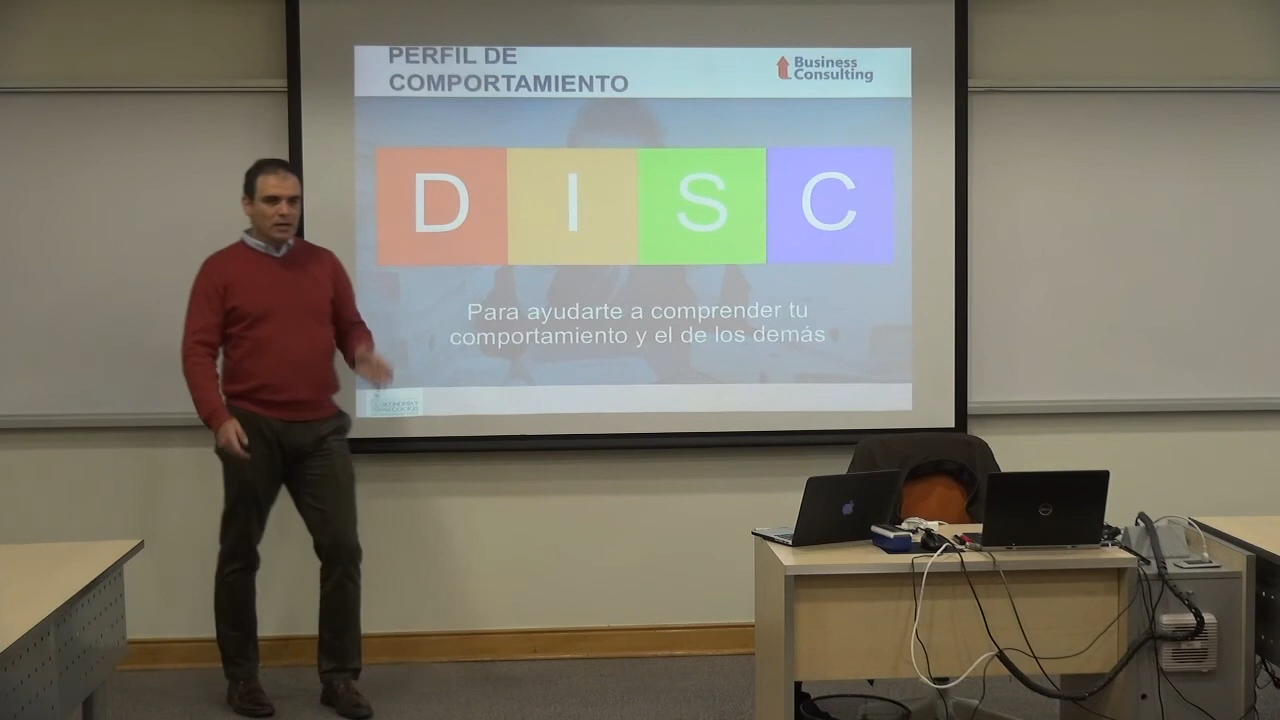 PERFIL DE
COMPORTAMIENTO
Business
Consulting
D I S C
Para ayudarte a comprender tu
comportamiento y el de los demás